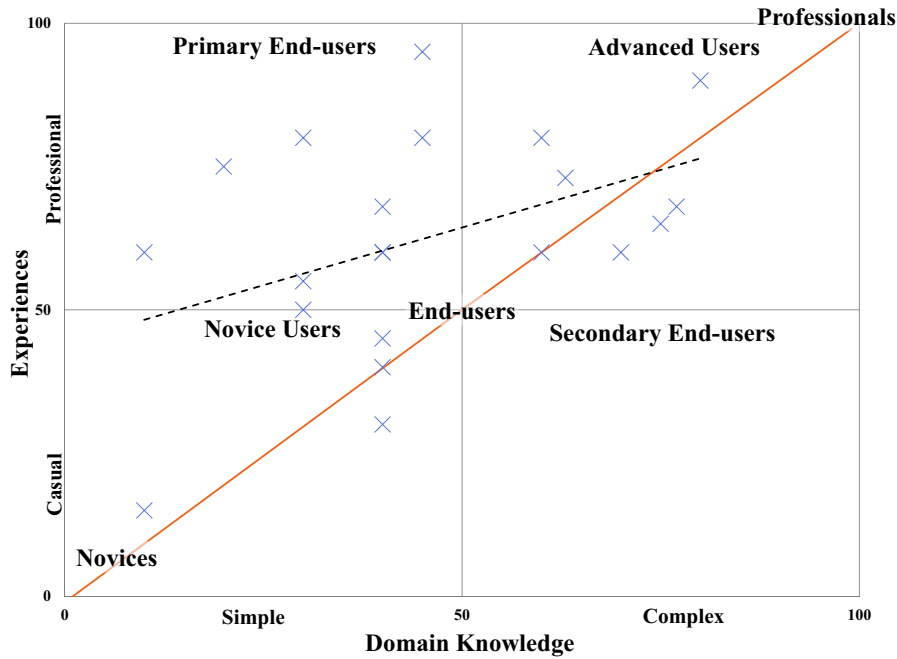 Professionals
100
Primary End-users
Advanced Users
Professional
Experiences
50
End-users
Novice Users
Secondary End-users
Casual
Novices
0
0
Simple
50
Complex
100
Domain Knowledge